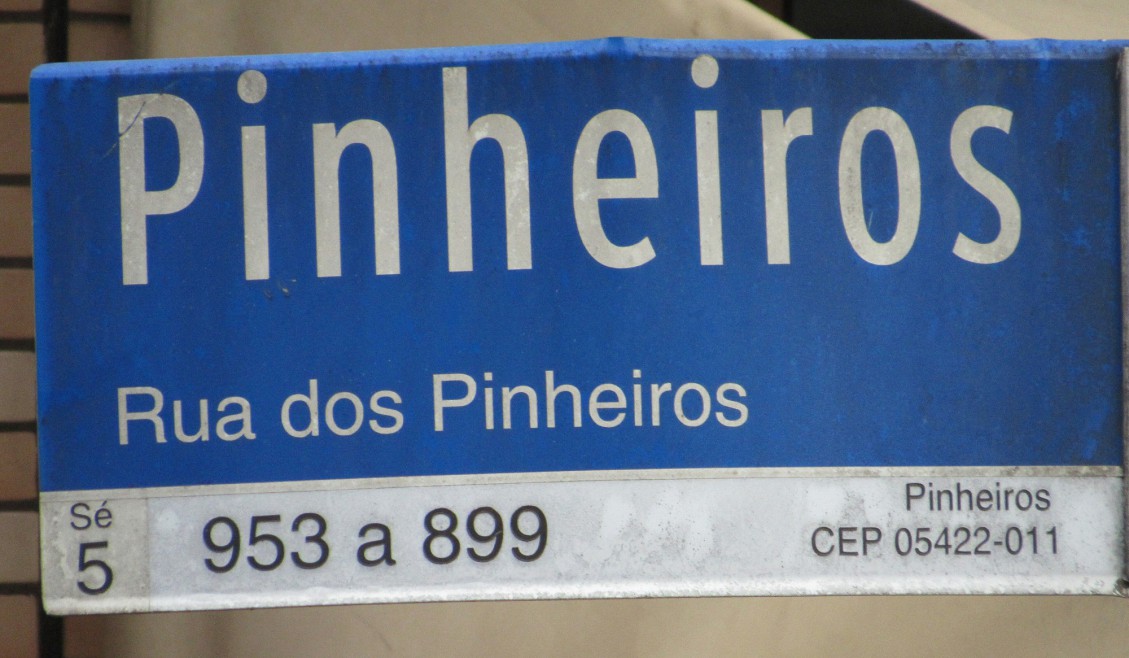 Pinheiros
Rua dos Pinheiros
Sé
5
953 a 899
Pinheiros
CEP 05422-011